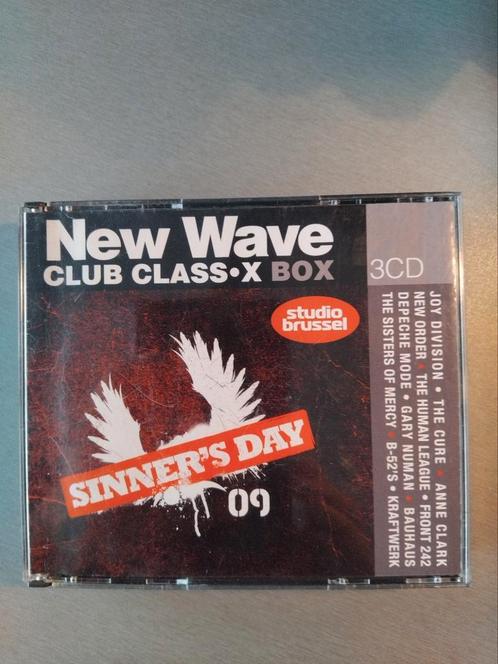 New Wave
CLUB CLASS•X BOX
3CD
studio
brussel
SINNER'S DAY
09
JOY DIVISION • THE CURE • ANNE CLARK
NEW ORDER • THE HUMAN LEAGUE • FRONT 242
DEPECHE MODE • GARY NUMAN • BAUHAUS
THE SISTERS OF MERCY • B-52'S • KRAFTWERK